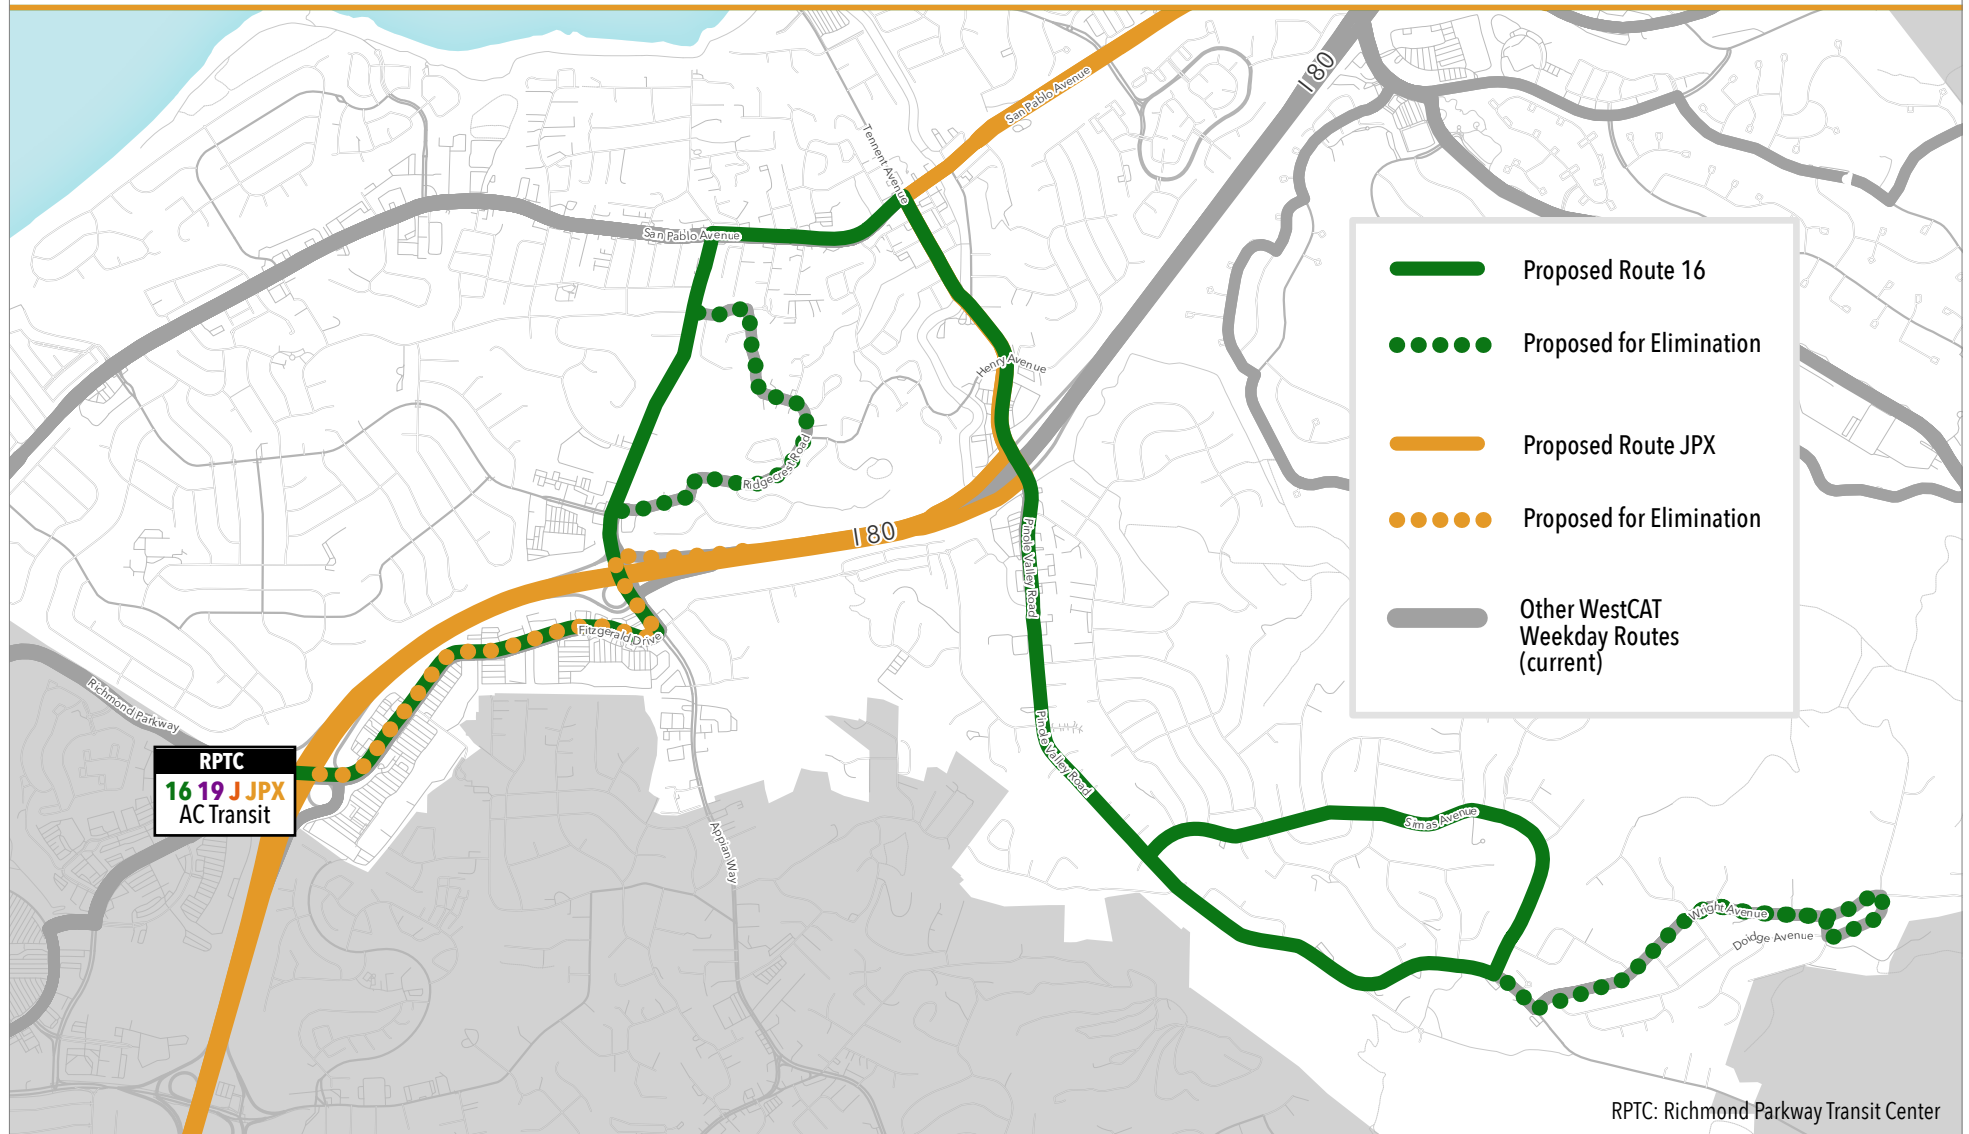 I 80
San Pablo Avenue
Tennent Avenue
San Pablo Avenue
Henry Avenue
Ridgecrest Road
I 80
Pinole Valley Road
Fitzgerald Drive
Richmond Parkway
Pinole Valley Road
RPTC
16 19 J JPX
AC Transit
Appian Way
Simas Avenue
Wright Avenue
Doidge Avenue
Proposed Route 16
Proposed for Elimination
Proposed Route JPX
Proposed for Elimination
Other WestCAT
Weekday Routes
(current)
RPTC: Richmond Parkway Transit Center